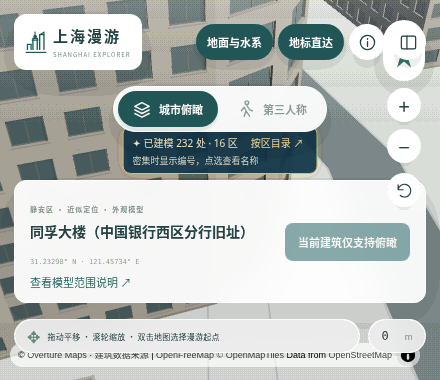 上海漫游
SHANGHAI EXPLORER
地面与水系
地标直达
城市俯瞰
第三人称
✦ 已建模 232 处 · 16 区 按区目录 ↗
密集时显示编号，点选查看名称
静安区 · 近似定位 · 外观模型
同孚大楼（中国银行西区分行旧址）
31.23298° N · 121.45734° E
查看模型范围说明 ↗
当前建筑仅支持俯瞰
拖动平移 · 滚轮缩放 · 双击地图选择漫游起点
0 m
© Overture Maps · 建筑数据来源 | OpenFreeMap © OpenMapTiles Data from OpenStreetMap